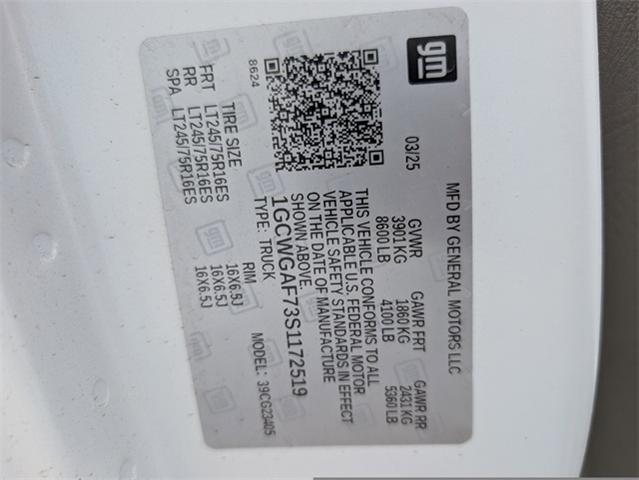 gm
MFD BY GENERAL MOTORS LLC
03/25 GVWR GAWR FRT GAWR RR
3901 KG 1860 KG 2431 KG
8600 LB 4100 LB 5360 LB
THIS VEHICLE CONFORMS TO ALL
APPLICABLE U.S. FEDERAL MOTOR
VEHICLE SAFETY STANDARDS IN EFFECT
ON THE DATE OF MANUFACTURE
SHOWN ABOVE.
1GCWGAF73S1172519
TYPE: TRUCK MODEL: 39CG23405
8624
TIRE SIZE RIM
FRT LT245/75R16ES 16X6.5J
RR LT245/75R16ES 16X6.5J
SPA LT245/75R16ES 16X6.5J